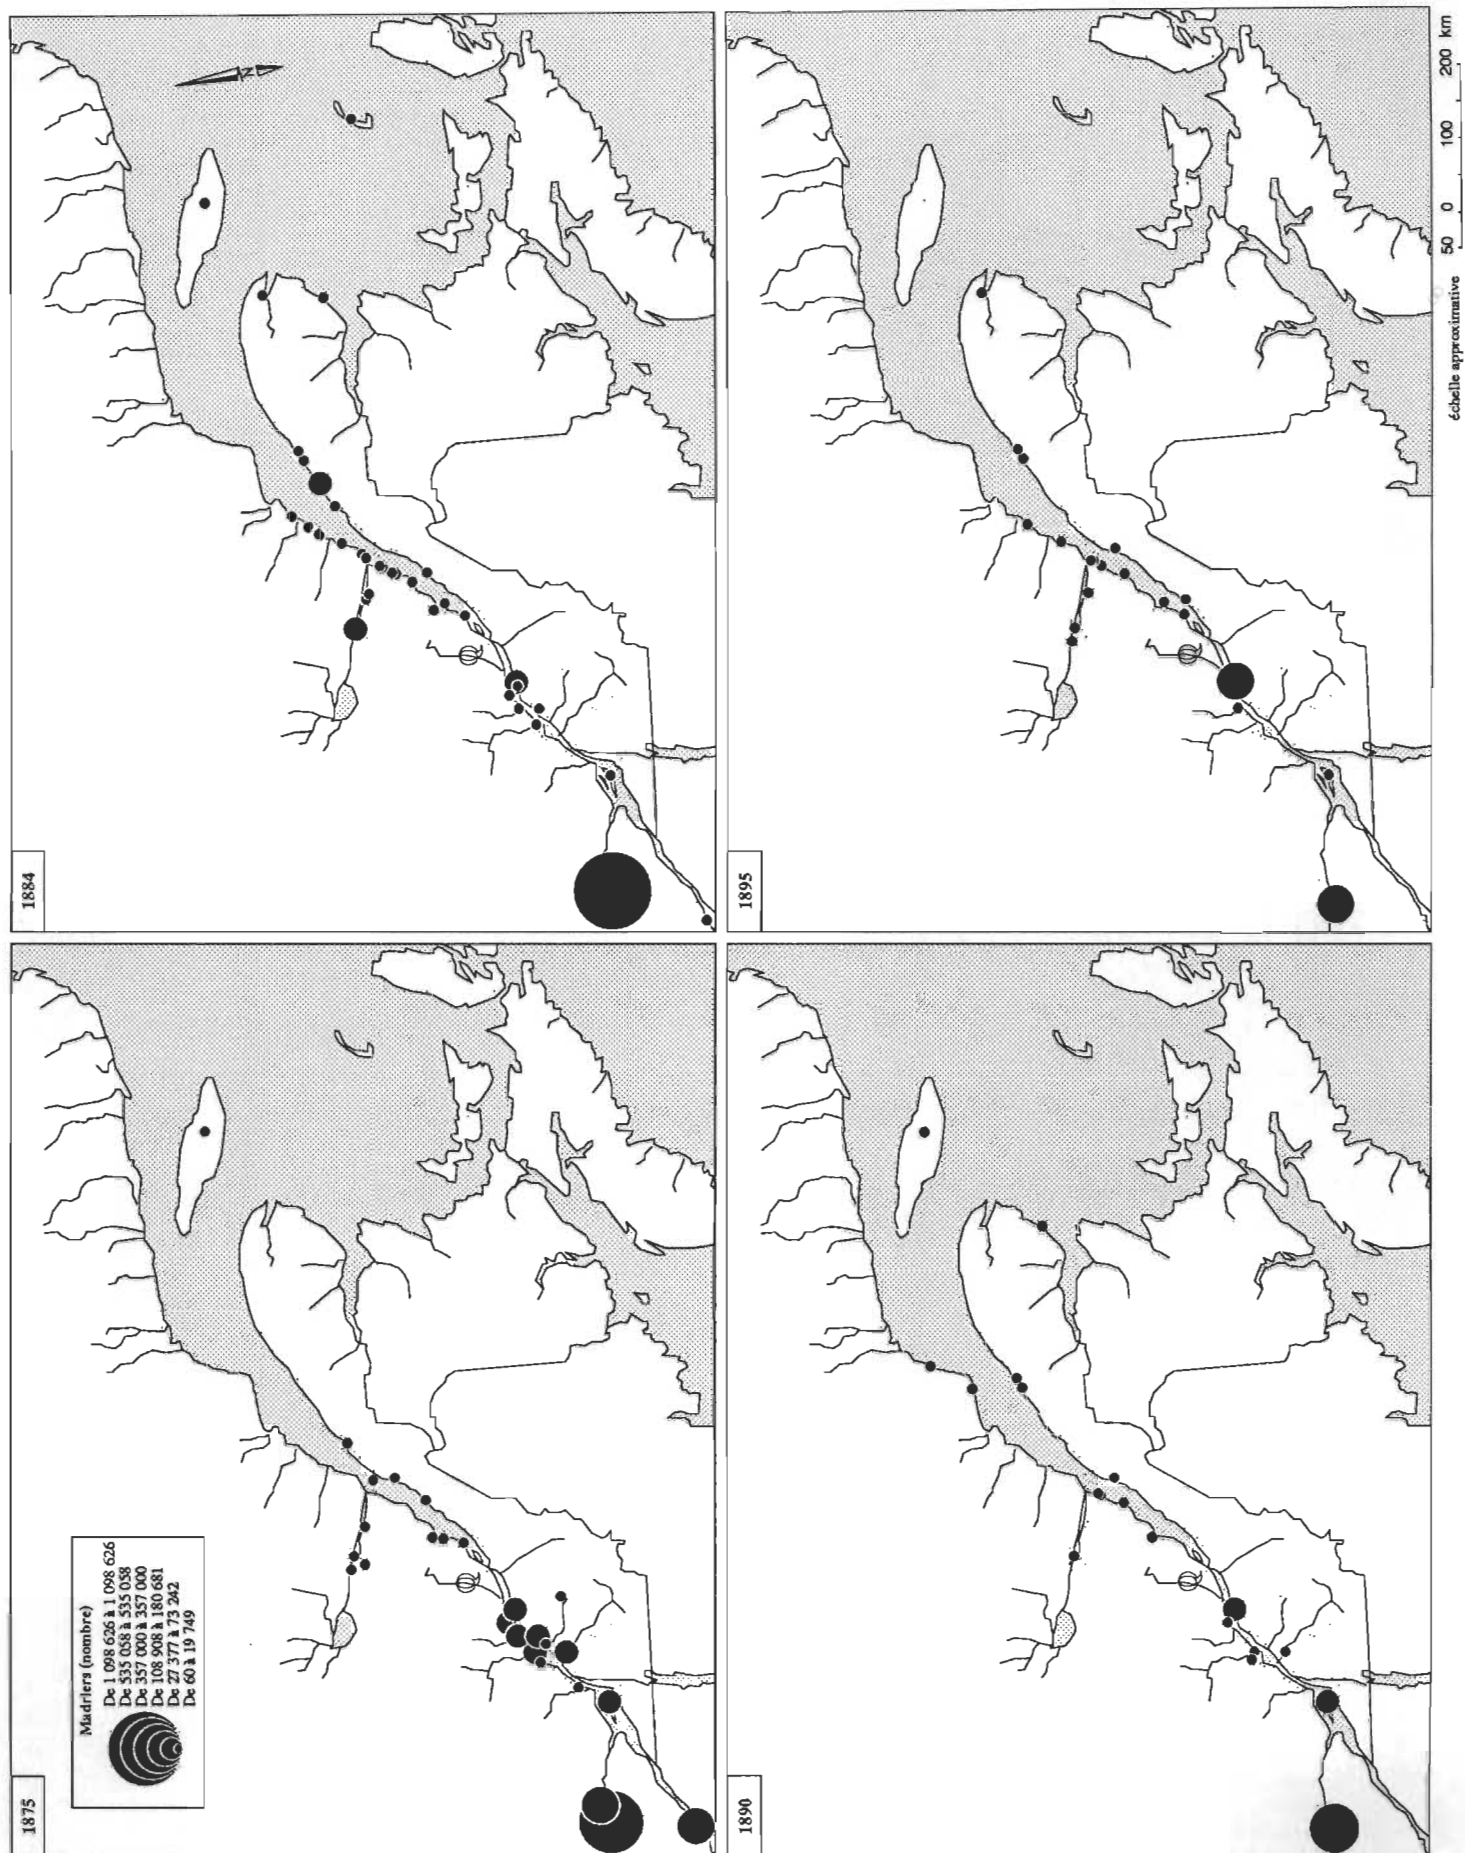 1875
Madriers (nombre)
De 1 098 626 à 1 098 626
De 535 058 à 535 058
De 357 000 à 357 000
De 108 908 à 180 681
De 27 377 à 73 242
De 60 à 19 749
1884
N
1890
1895
50 0 100 200 km
échelle approximative